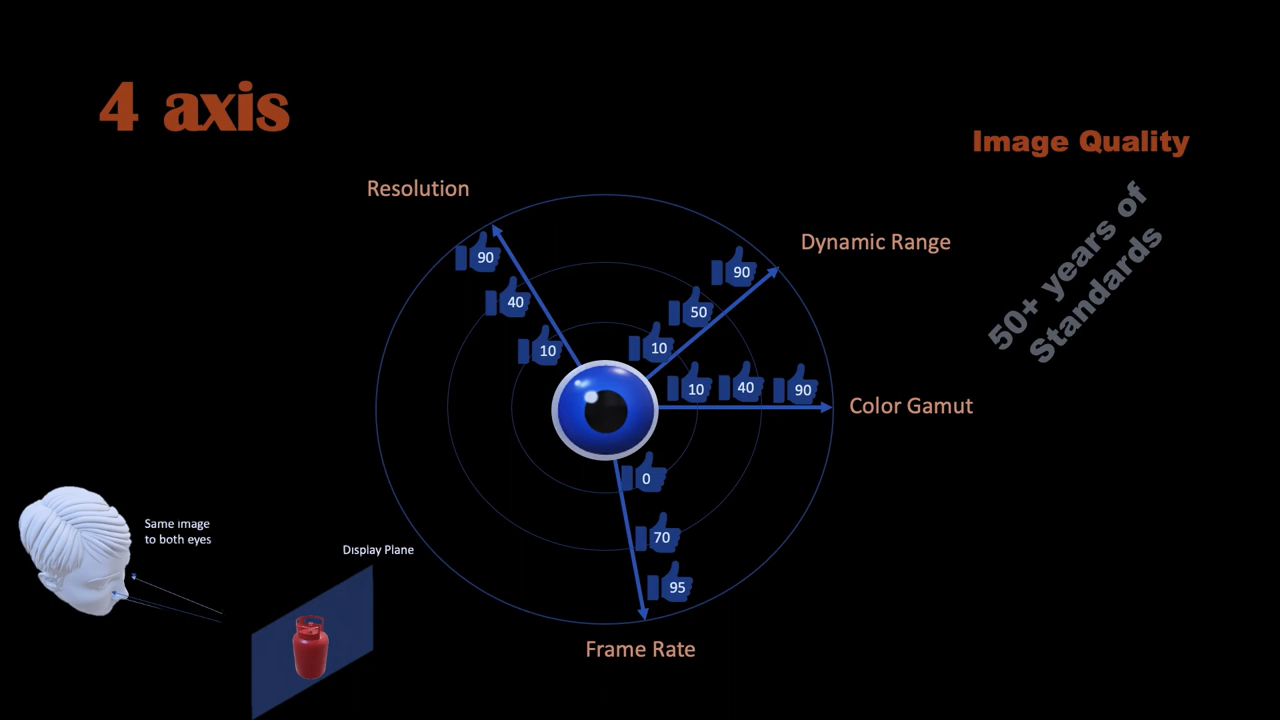 4 axis
Image Quality
50+ years of
Standards
Resolution
Dynamic Range
90
90
40
50
10
10
10
40
90
Color Gamut
0
70
95
Frame Rate
Same image
to both eyes
Display Plane